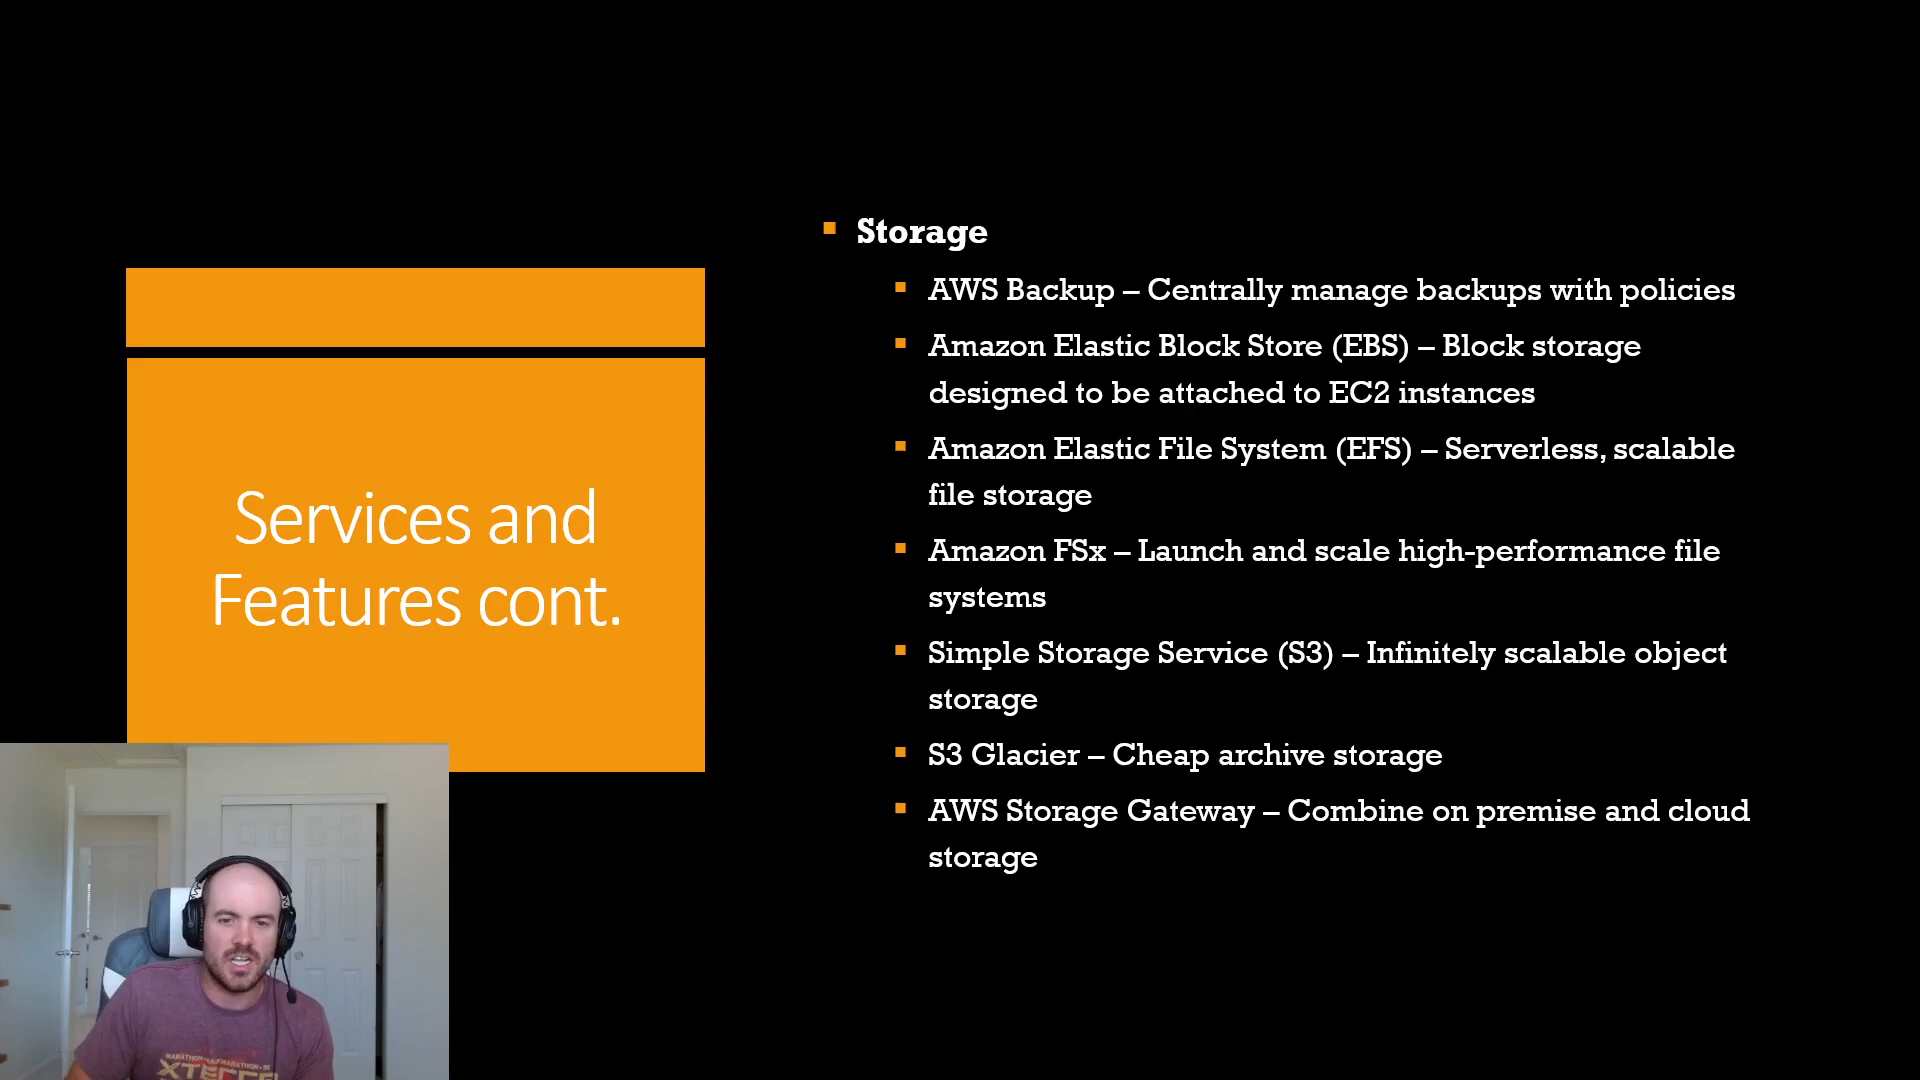 Services and
Features cont.
Storage
AWS Backup – Centrally manage backups with policies
Amazon Elastic Block Store (EBS) – Block storage
designed to be attached to EC2 instances
Amazon Elastic File System (EFS) – Serverless, scalable
file storage
Amazon FSx – Launch and scale high-performance file
systems
Simple Storage Service (S3) – Infinitely scalable object
storage
S3 Glacier – Cheap archive storage
AWS Storage Gateway – Combine on premise and cloud
storage